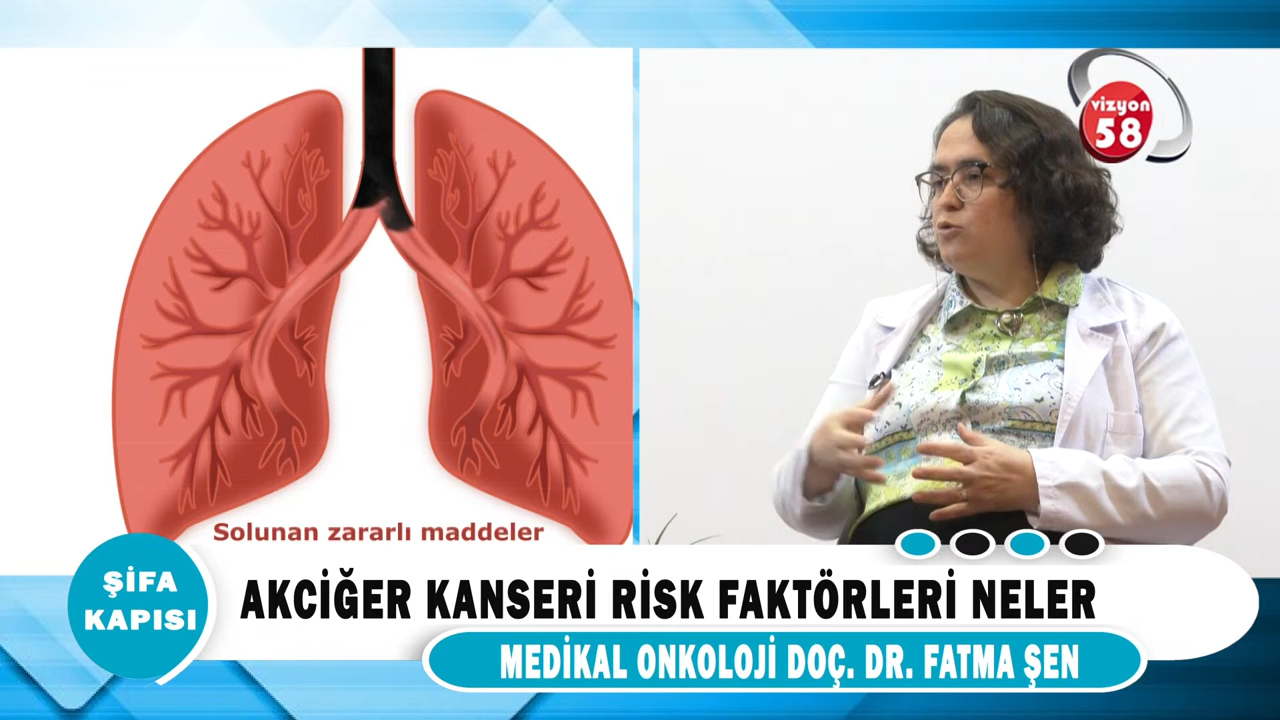 vizyon
58
Solunan zararlı maddeler
ŞİFA
KAPISI
AKCİĞER KANSERİ RİSK FAKTÖRLERİ NELER
MEDİKAL ONKOLOJİ DOÇ. DR. FATMA ŞEN